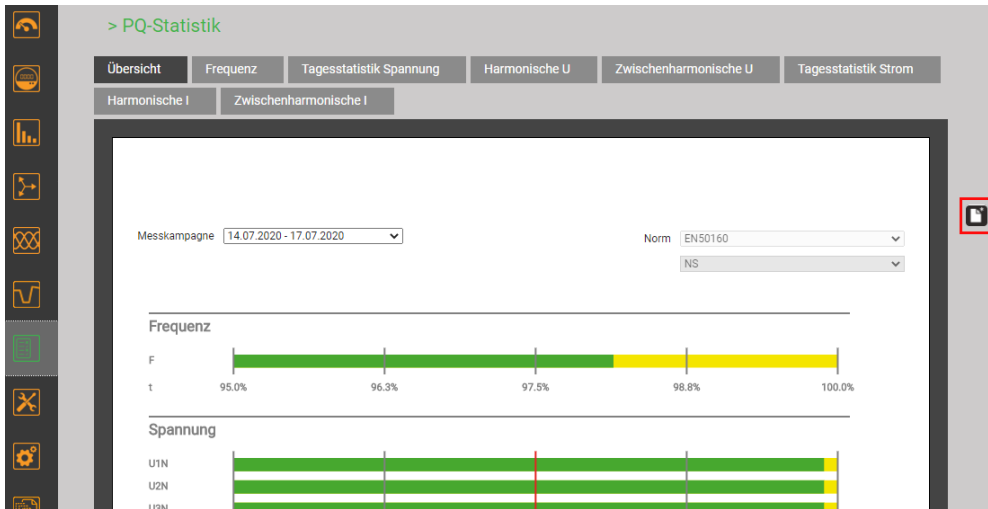 > PQ-Statistik
Übersicht Frequenz Tagesstatistik Spannung Harmonische U Zwischenharmonische U Tagesstatistik Strom
Harmonische I Zwischenharmonische I
Messkampagne 14.07.2020 - 17.07.2020 Norm EN50160
NS
Frequenz
F
t 95.0% 96.3% 97.5% 98.8% 100.0%
Spannung
U1N
U2N
U3N